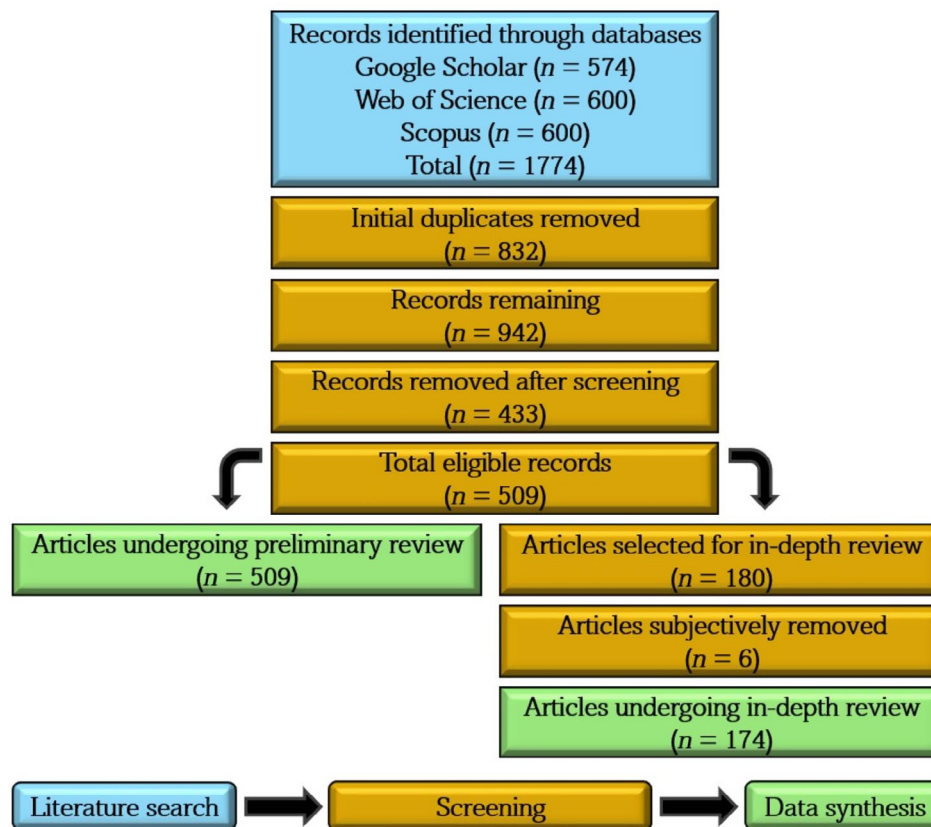 Records identified through databases
Google Scholar (n = 574)
Web of Science (n = 600)
Scopus (n = 600)
Total (n = 1774)
Initial duplicates removed
(n = 832)
Records remaining
(n = 942)
Records removed after screening
(n = 433)
Total eligible records
(n = 509)
Articles undergoing preliminary review
(n = 509)
Articles selected for in-depth review
(n = 180)
Articles subjectively removed
(n = 6)
Articles undergoing in-depth review
(n = 174)
Literature search
Screening
Data synthesis